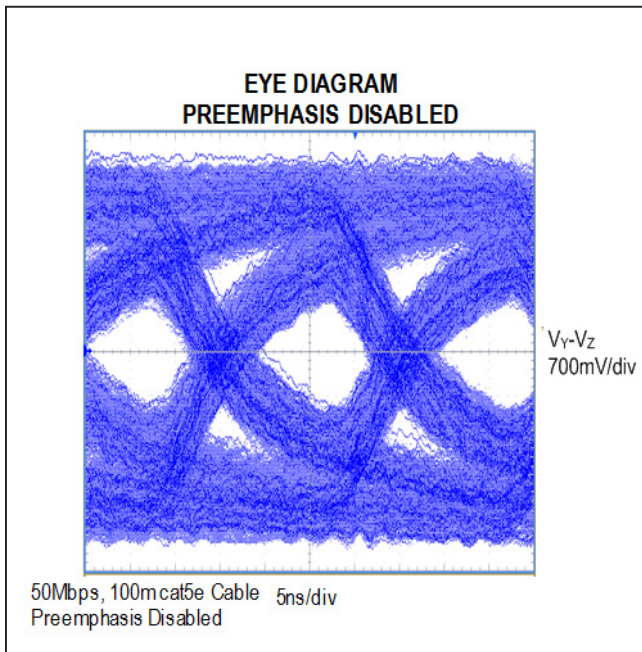 EYE DIAGRAM
PREEMPHASIS DISABLED
VY-VZ
700mV/div
50Mbps, 100m cat5e Cable 5ns/div
Preemphasis Disabled